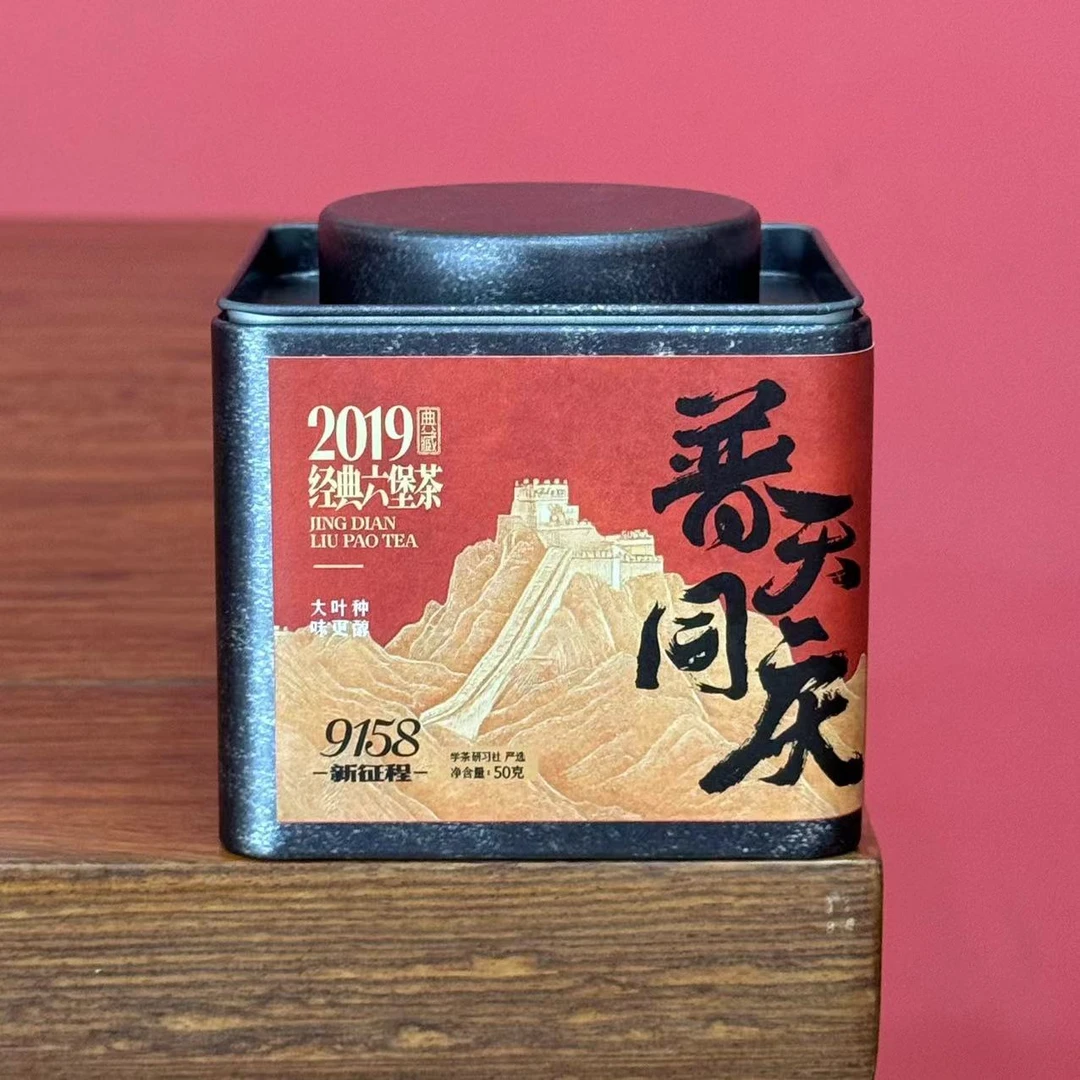 2019
典藏
经典六堡茶
JING DIAN
LIU PAO TEA
大叶种
味更醇
9158
新征程
学茶研习社 严选
净含量：50克
普天同庆